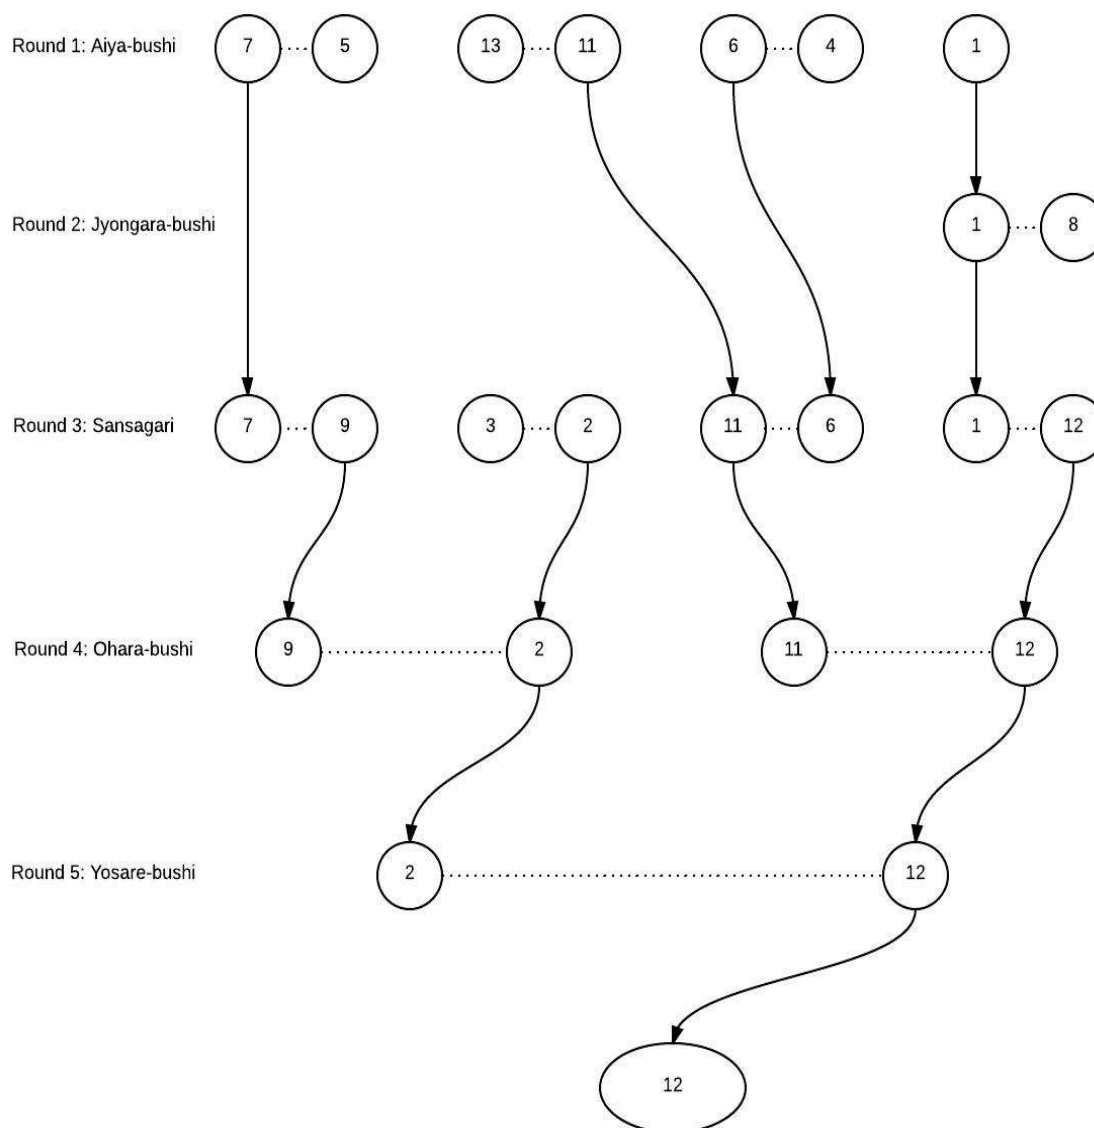 Round 1: Aiya-bushi 7 5 13 11 6 4 1
Round 2: Jyongara-bushi 1 8
Round 3: Sansagari 7 9 3 2 11 6 1 12
Round 4: Ohara-bushi 9 2 11 12
Round 5: Yosare-bushi 2 12
12